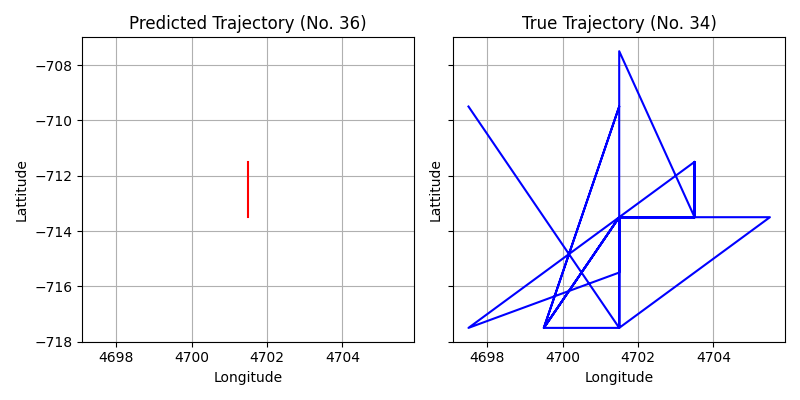 Predicted Trajectory (No. 36)
True Trajectory (No. 34)
−708
−710
−712
−714
−716
−718
Lattitude
Lattitude
4698 4700 4702 4704
4698 4700 4702 4704
Longitude
Longitude